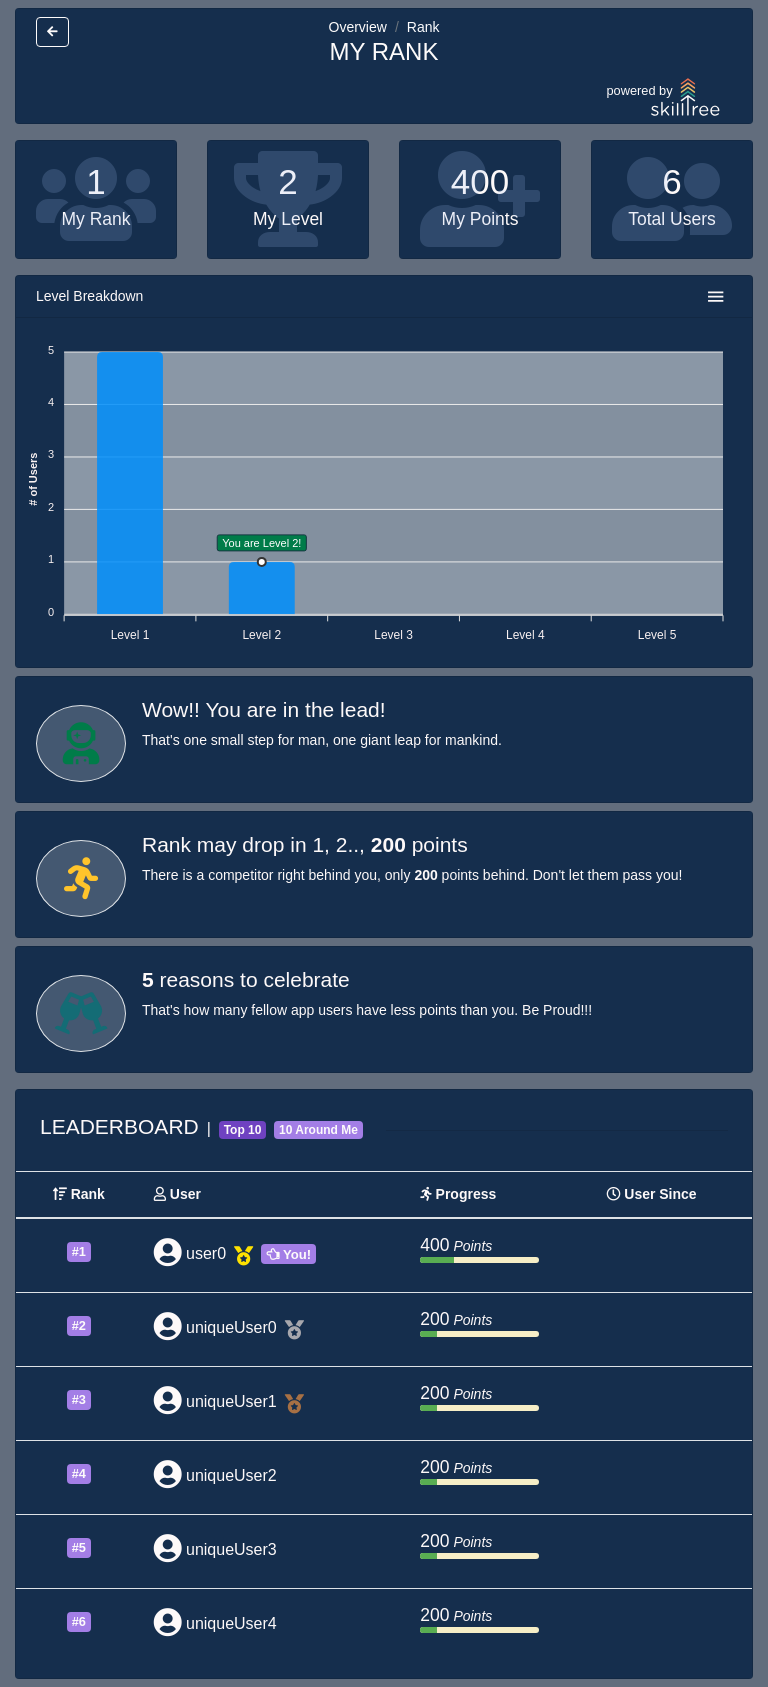 Overview / Rank
MY RANK
powered by
skilltree
1
My Rank
2
My Level
400
My Points
6
Total Users
Level Breakdown
5
4
3
2
1
0
# of Users
You are Level 2!
Level 1 Level 2 Level 3 Level 4 Level 5
Wow!! You are in the lead!
That's one small step for man, one giant leap for mankind.
Rank may drop in 1, 2.., 200 points
There is a competitor right behind you, only 200 points behind. Don't let them pass you!
5 reasons to celebrate
That's how many fellow app users have less points than you. Be Proud!!!
LEADERBOARD | Top 10 10 Around Me
Rank User Progress User Since
#1 user0 You! 400 Points
#2 uniqueUser0 200 Points
#3 uniqueUser1 200 Points
#4 uniqueUser2 200 Points
#5 uniqueUser3 200 Points
#6 uniqueUser4 200 Points